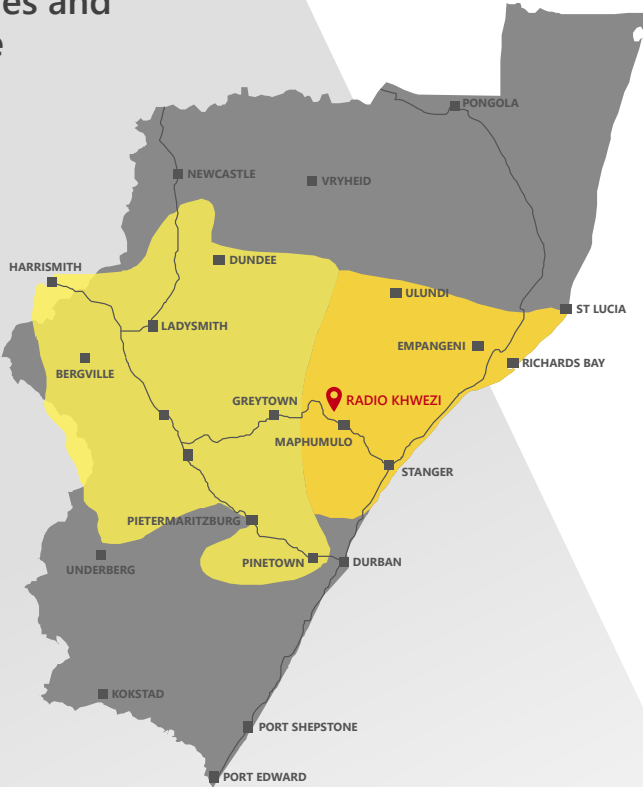 es and
PONGOLA
NEWCASTLE
VRYHEID
DUNDEE
HARRISMITH
ULUNDI
ST LUCIA
LADYSMITH
EMPANGENI
RICHARDS BAY
BERGVILLE
GREYTOWN
RADIO KHWEZI
MAPHUMULO
STANGER
PIETERMARITZBURG
PINETOWN
DURBAN
UNDERBERG
KOKSTAD
PORT SHEPSTONE
PORT EDWARD